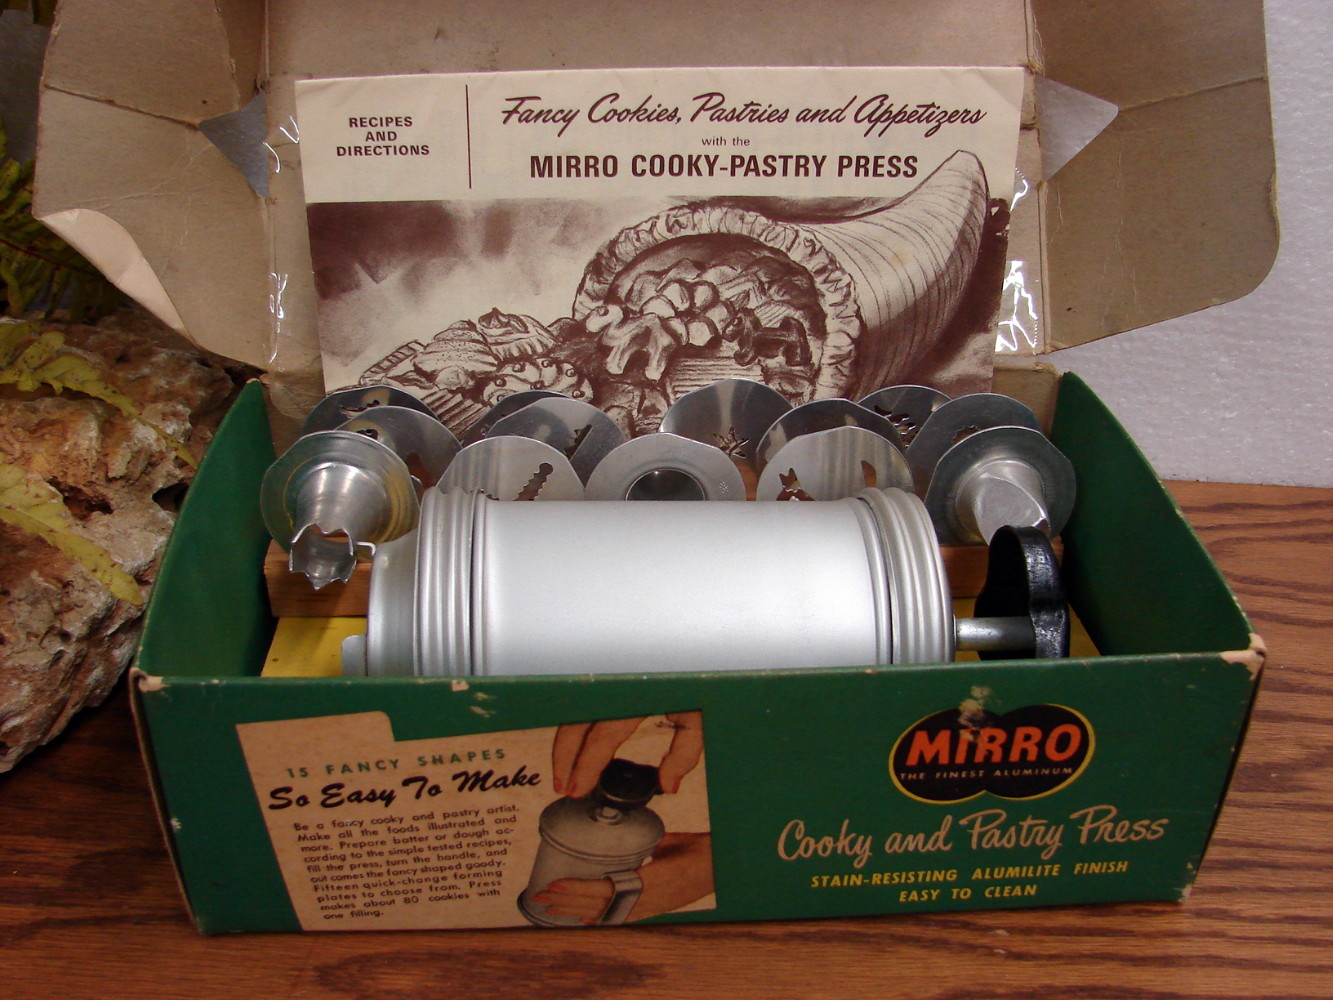 RECIPES
AND
DIRECTIONS
Fancy Cookies, Pastries and Appetizers
with the
MIRRO COOKY-PASTRY PRESS
15 FANCY SHAPES
So Easy To Make
Be a fancy cooky and pastry artist.
Make all the foods illustrated and
more. Prepare batter or dough ac-
cording to the simple tested recipes,
fill the press, turn the handle, and
out comes the fancy shaped goody.
Fifteen quick-change forming
plates to choose from. Press
makes about 80 cookies with
one filling.
MIRRO
THE FINEST ALUMINUM
Cooky and Pastry Press
STAIN-RESISTING ALUMILITE FINISH
EASY TO CLEAN